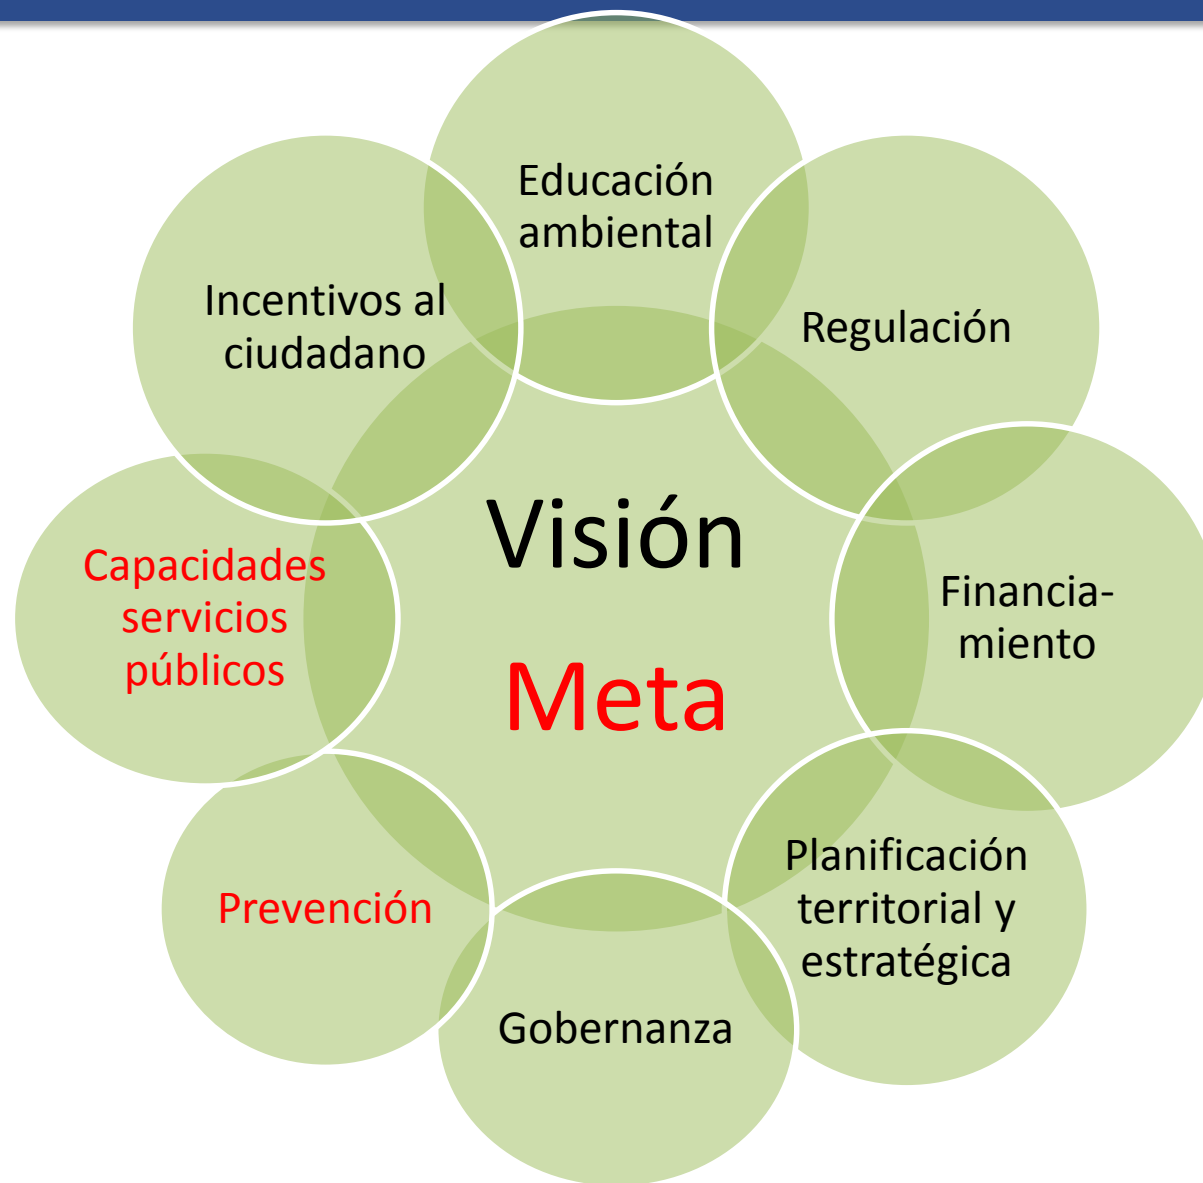 Educación
ambiental
Regulación
Financia-
miento
Planificación
territorial y
estratégica
Gobernanza
Prevención
Capacidades
servicios
públicos
Incentivos al
ciudadano
Visión
Meta